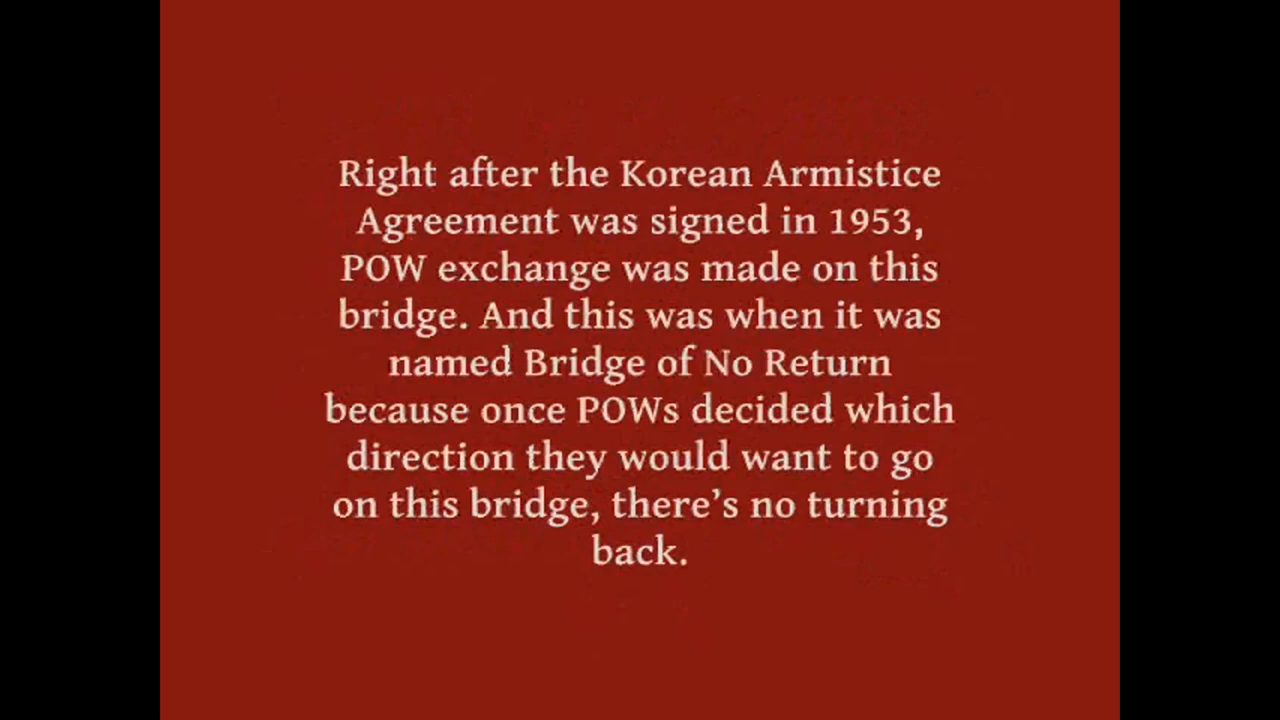 Right after the Korean Armistice
Agreement was signed in 1953,
POW exchange was made on this
bridge. And this was when it was
named Bridge of No Return
because once POWs decided which
direction they would want to go
on this bridge, there’s no turning
back.